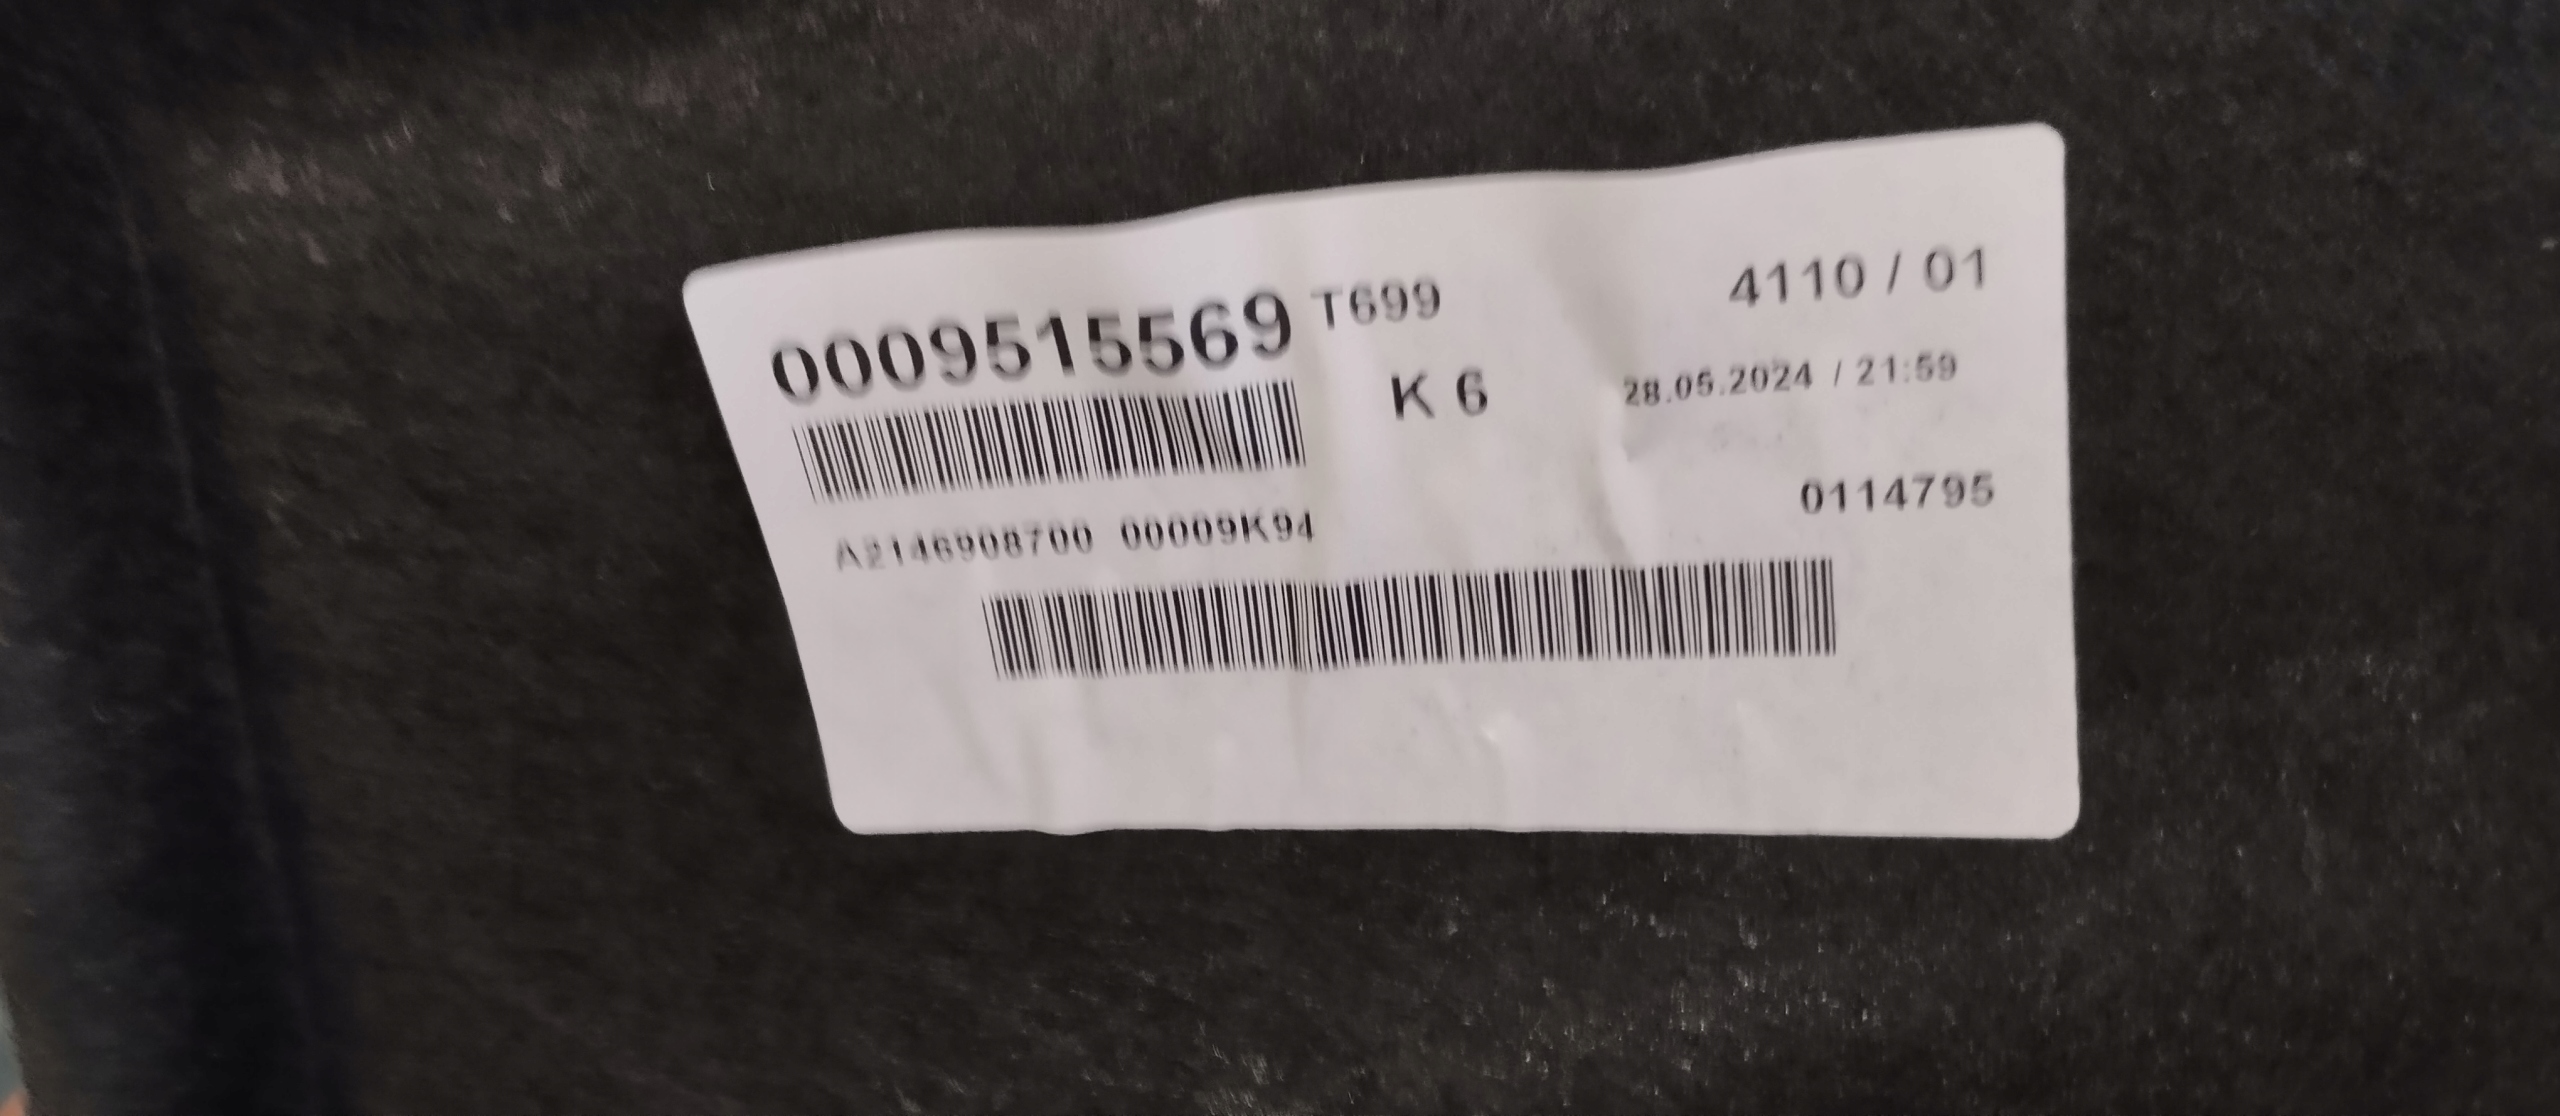 0009515569 T699 4110 / 01
K 6 28.05.2024 / 21:59
0114795
A2146908700 00009K94